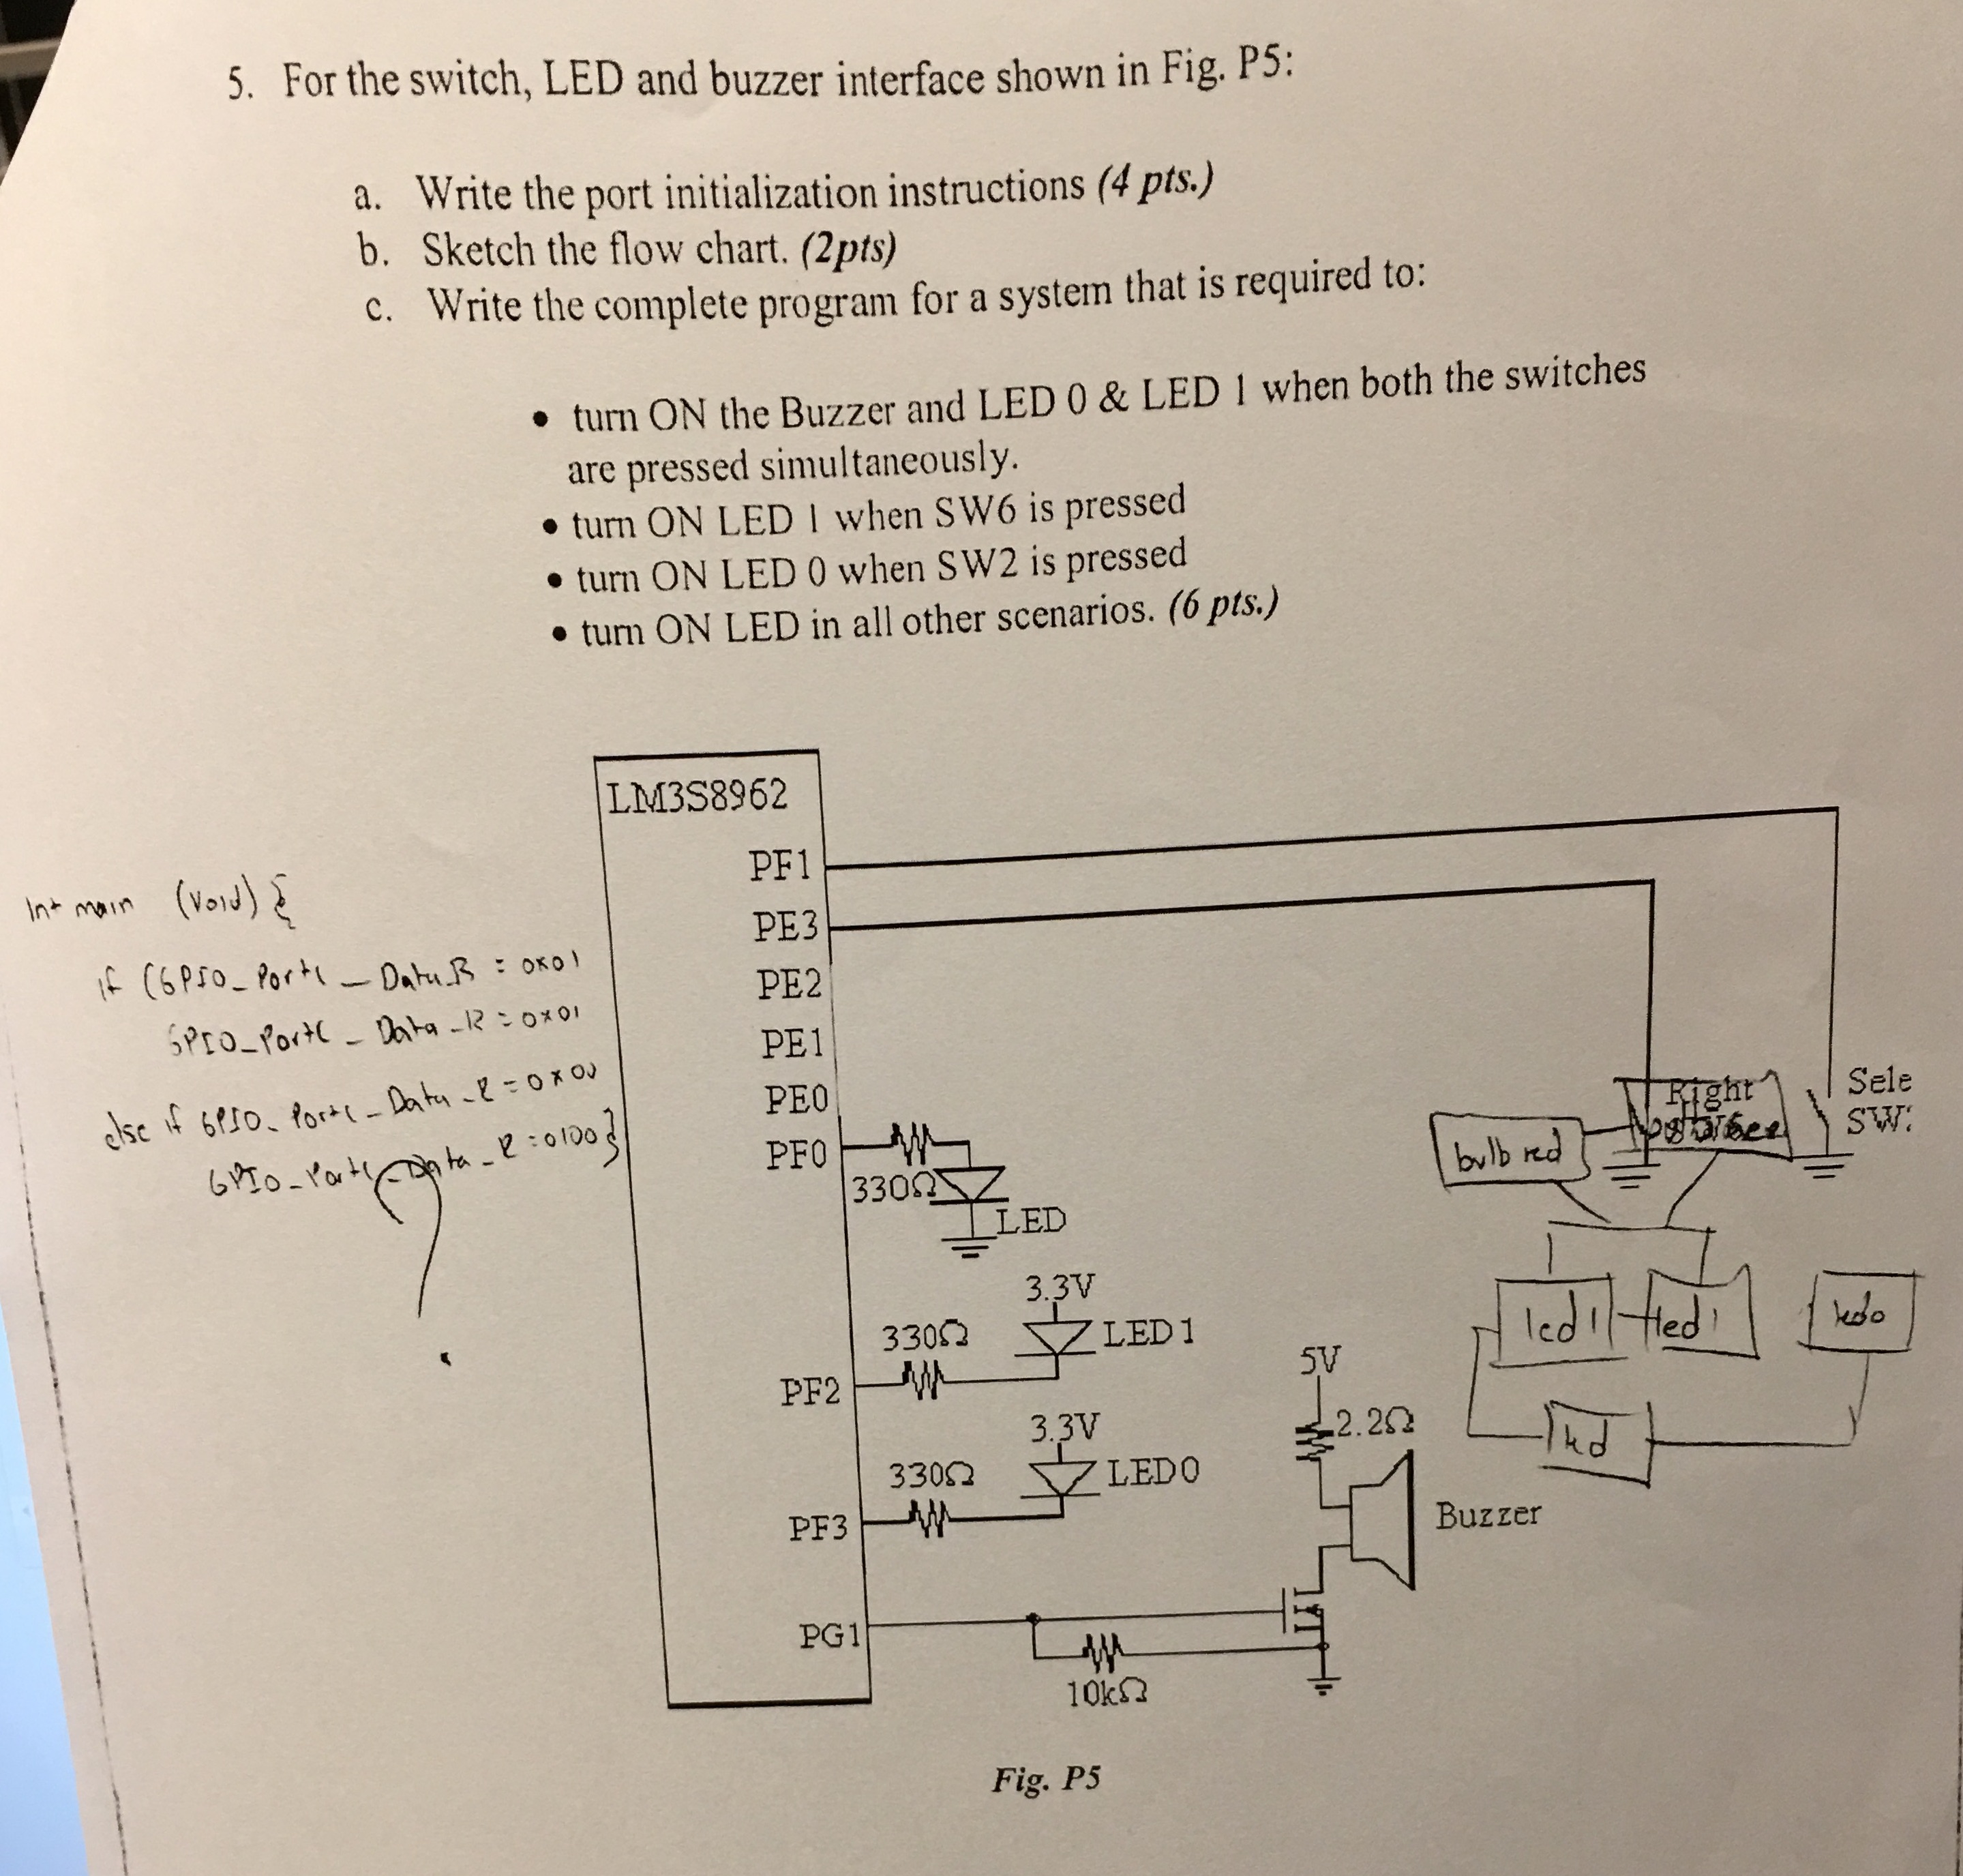 5. For the switch, LED and buzzer interface shown in Fig. P5:
a. Write the port initialization instructions (4 pts.)
b. Sketch the flow chart. (2pts)
c. Write the complete program for a system that is required to:
• turn ON the Buzzer and LED 0 & LED 1 when both the switches
are pressed simultaneously.
• turn ON LED 1 when SW6 is pressed
• turn ON LED 0 when SW2 is pressed
• turn ON LED in all other scenarios. (6 pts.)
LM3S8962
PF1
PE3
PE2
PE1
PE0
PF0
330Ω
LED
3.3V
330Ω
LED1
PF2
3.3V
330Ω
LED0
PF3
PG1
10kΩ
5V
2.2Ω
Buzzer
Right
Sele
SW:
Int main (void) {
if (GPIO_Portc_Data_R = 0x01
GPIO_Portc_Data_R = 0x01
else if GPIO_Portc_Data_R = 0x00
GPIO_Portc_Data_R = 0100}
bulb red
led 1
led 1
led0
led
Fig. P5